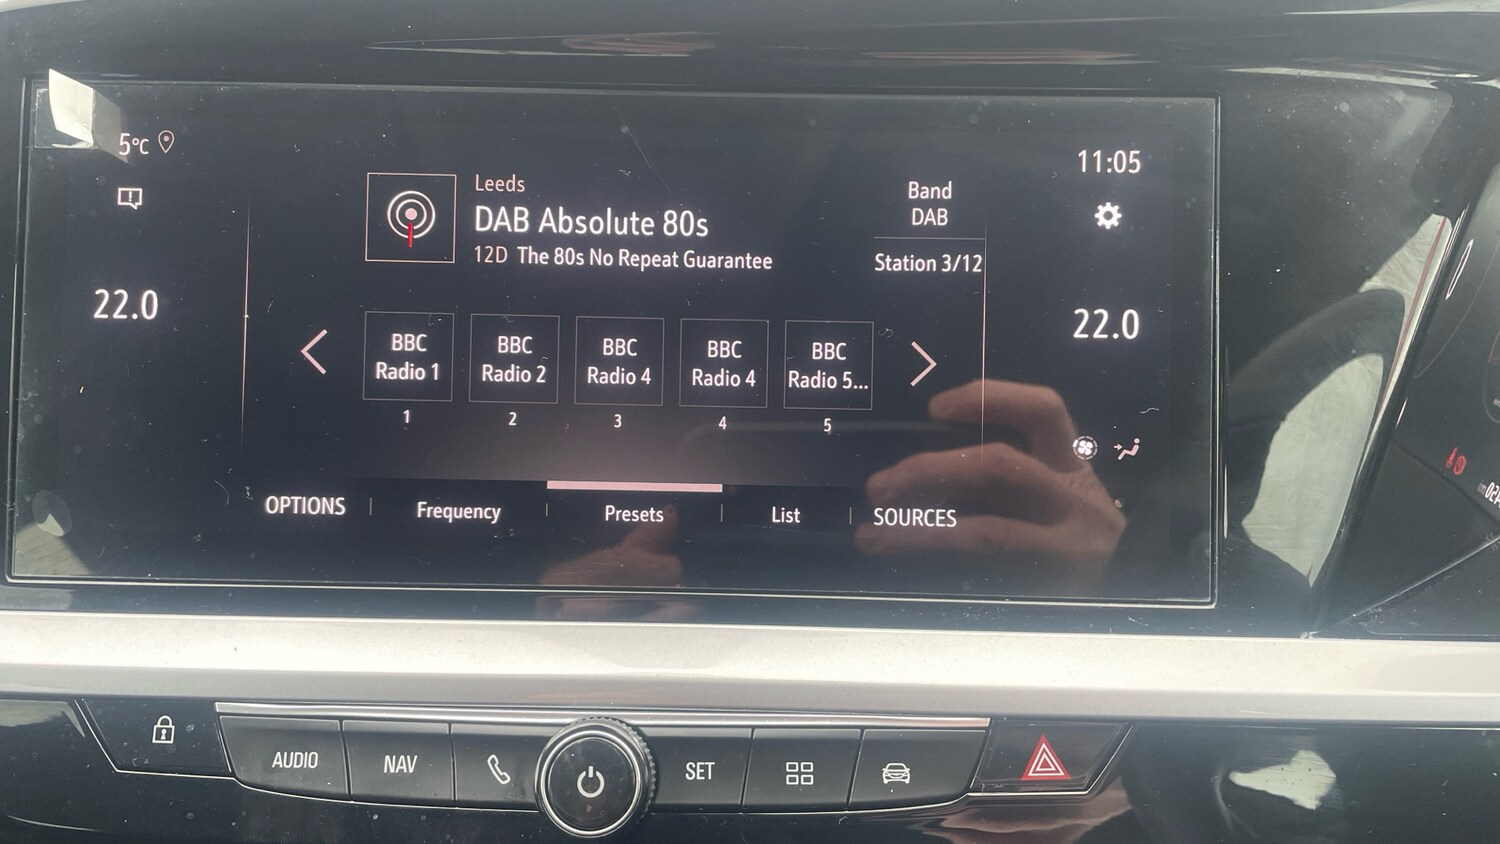 5°C
11:05
Leeds
DAB Absolute 80s
12D The 80s No Repeat Guarantee
Band
DAB
Station 3/12
22.0
22.0
BBC
Radio 1
BBC
Radio 2
BBC
Radio 4
BBC
Radio 4
BBC
Radio 5...
1
2
3
4
5
OPTIONS
Frequency
Presets
List
SOURCES
AUDIO
NAV
SET